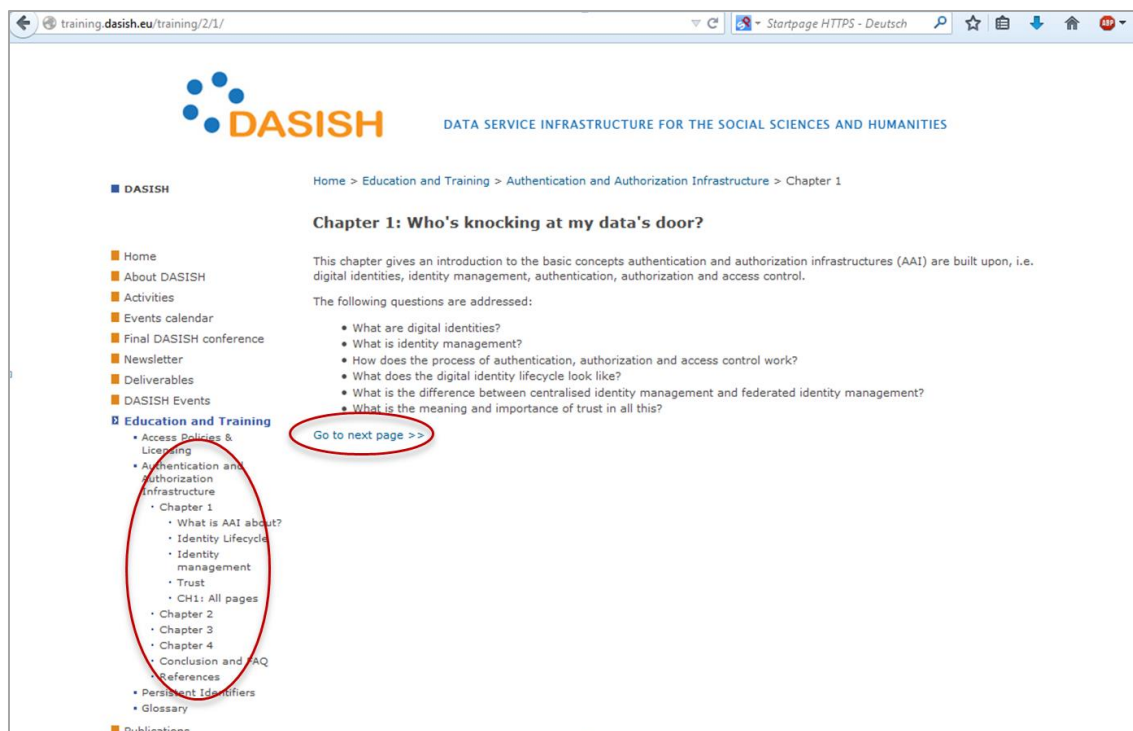 training.dasish.eu/training/2/1/
Startpage HTTPS - Deutsch
ABP
DASISH
DATA SERVICE INFRASTRUCTURE FOR THE SOCIAL SCIENCES AND HUMANITIES
DASISH
Home > Education and Training > Authentication and Authorization Infrastructure > Chapter 1
Chapter 1: Who's knocking at my data's door?
This chapter gives an introduction to the basic concepts authentication and authorization infrastructures (AAI) are built upon, i.e.
digital identities, identity management, authentication, authorization and access control.
The following questions are addressed:
• What are digital identities?
• What is identity management?
• How does the process of authentication, authorization and access control work?
• What does the digital identity lifecycle look like?
• What is the difference between centralised identity management and federated identity management?
• What is the meaning and importance of trust in all this?
Go to next page >>
Home
About DASISH
Activities
Events calendar
Final DASISH conference
Newsletter
Deliverables
DASISH Events
Education and Training
• Access Policies &
Licensing
• Authentication and
Authorization
Infrastructure
· Chapter 1
· What is AAI about?
· Identity Lifecycle
· Identity
management
· Trust
· CH1: All pages
· Chapter 2
· Chapter 3
· Chapter 4
· Conclusion and FAQ
· References
• Persistent Identifiers
• Glossary
Publications